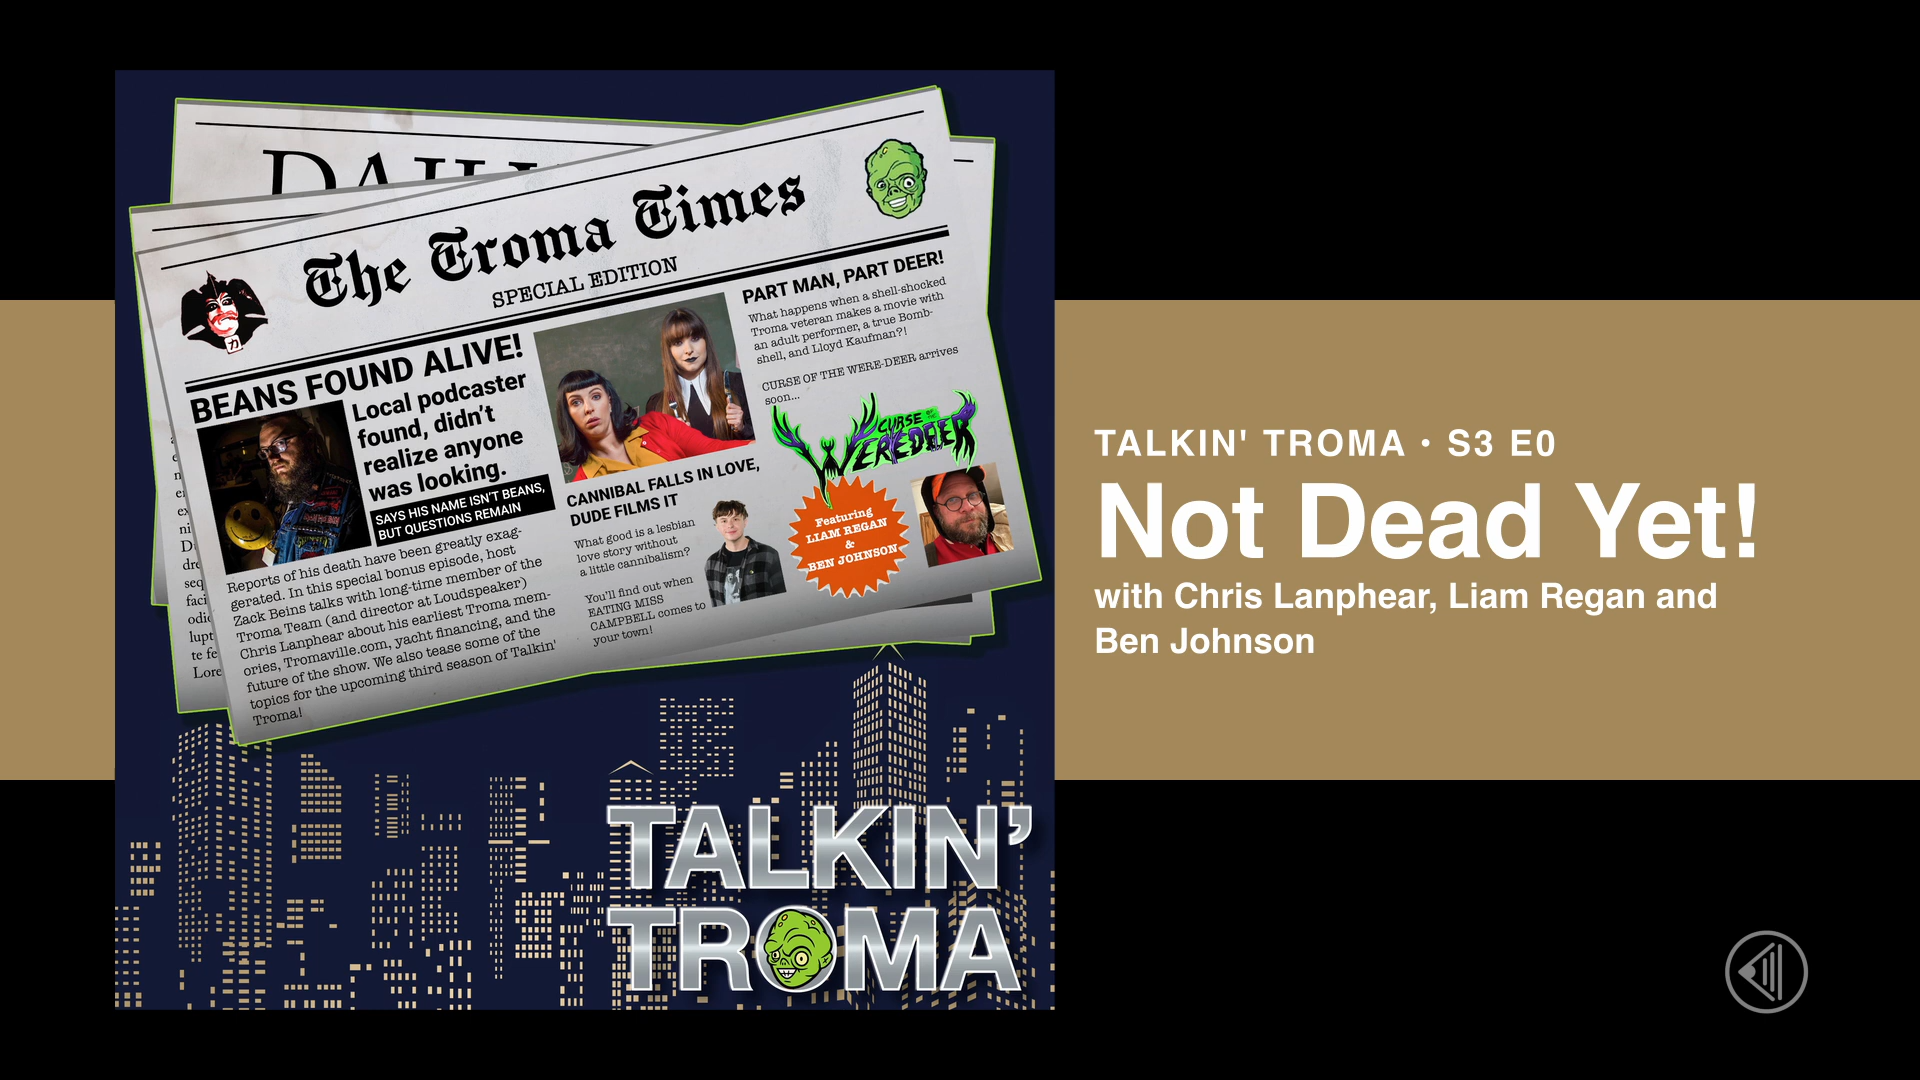 DAILY
The Troma Times
SPECIAL EDITION
BEANS FOUND ALIVE!
Local podcaster
found, didn't
realize anyone
was looking.
SAYS HIS NAME ISN'T BEANS,
BUT QUESTIONS REMAIN
Reports of his death have been greatly exag-
gerated. In this special bonus episode, host
Zack Beins talks with long-time member of the
Troma Team (and director at Loudspeaker)
Chris Lanphear about his earliest Troma mem-
ories, Tromaville.com, yacht financing, and the
future of the show. We also tease some of the
topics for the upcoming third season of Talkin'
Troma!
CANNIBAL FALLS IN LOVE,
DUDE FILMS IT
What good is a lesbian
love story without
a little cannibalism?
You'll find out when
EATING MISS
CAMPBELL comes to
your town!
PART MAN, PART DEER!
What happens when a shell-shocked
Troma veteran makes a movie with
an adult performer, a true Bomb-
shell, and Lloyd Kaufman?!
CURSE OF THE WERE-DEER arrives
soon...
CURSE OF THE
WEREDEER
Featuring
LIAM REGAN
&
BEN JOHNSON
力
TALKIN'
TROMA
TALKIN' TROMA • S3 E0
Not Dead Yet!
with Chris Lanphear, Liam Regan and
Ben Johnson